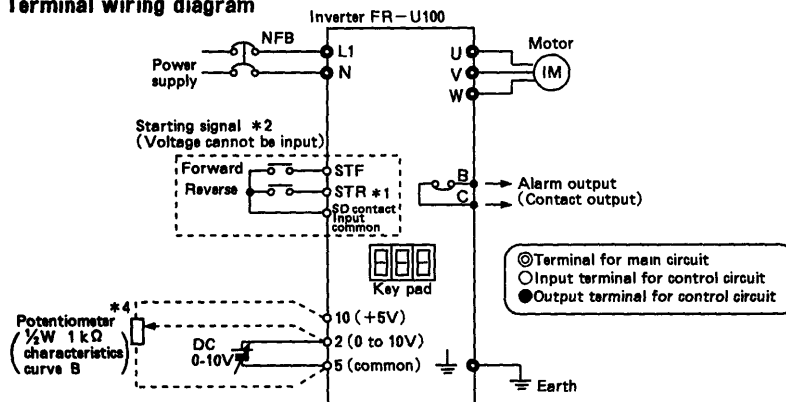 Terminal wiring diagram
Inverter FR-U100
NFB
Power
supply
L1
N
U
V
W
Motor
IM
Starting signal *2
(Voltage cannot be input)
Forward
Reverse
STF
STR *1
SD contact
Input
common
B
C
Alarm output
(Contact output)
Key pad
◎Terminal for main circuit
○Input terminal for control circuit
●Output terminal for control circuit
*4
Potentiometer
½W 1kΩ
characteristics
curve B
DC
0-10V
10 (+5V)
2 (0 to 10V)
5 (common)
Earth